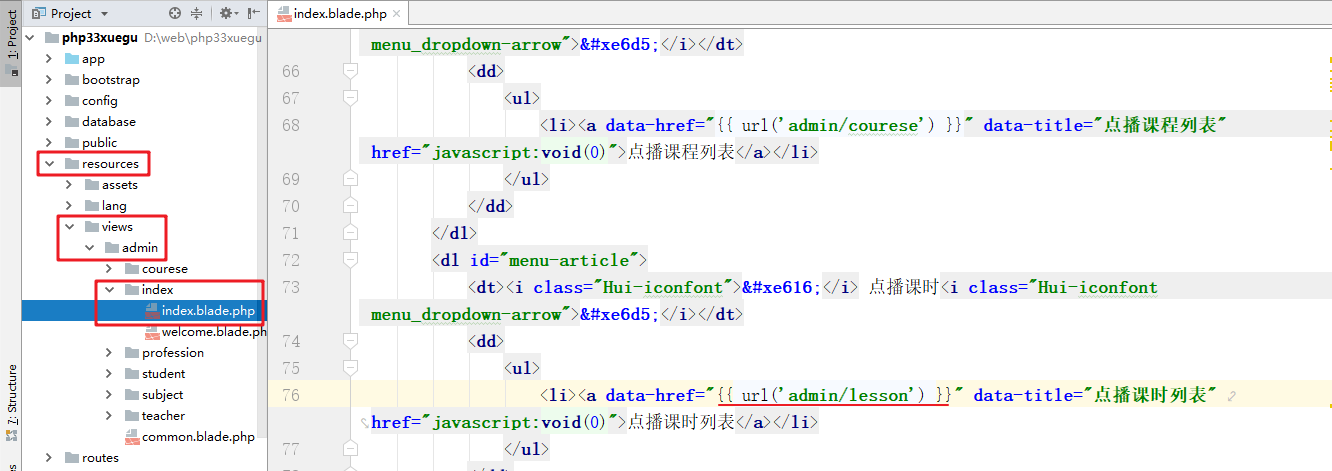 1: Project
Project
index.blade.php
php33xuegu D:\web\php33xuegu
app
bootstrap
config
database
public
resources
assets
lang
views
admin
courese
index
index.blade.php
welcome.blade.ph
profession
student
subject
teacher
common.blade.php
routes
7: Structure
menu_dropdown-arrow">&#xe6d5;</i></dt>
66 <dd>
67 <ul>
68 <li><a data-href="{{ url('admin/courese') }}" data-title="点播课程列表"
href="javascript:void(0)">点播课程列表</a></li>
69 </ul>
70 </dd>
71 </dl>
72 <dl id="menu-article">
73 <dt><i class="Hui-iconfont">&#xe616;</i> 点播课时<i class="Hui-iconfont
menu_dropdown-arrow">&#xe6d5;</i></dt>
74 <dd>
75 <ul>
76 <li><a data-href="{{ url('admin/lesson') }}" data-title="点播课时列表"
href="javascript:void(0)">点播课时列表</a></li>
77 </ul>